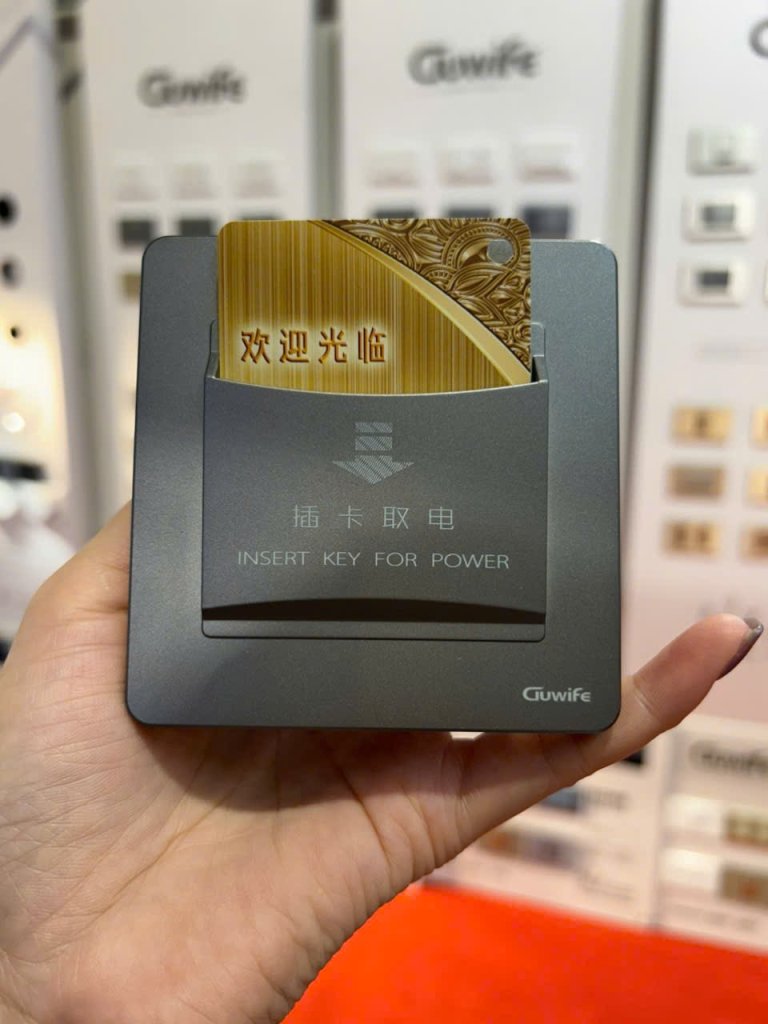 Guwife
Guwife
欢迎光临
插卡取电
INSERT KEY FOR POWER
Guwife